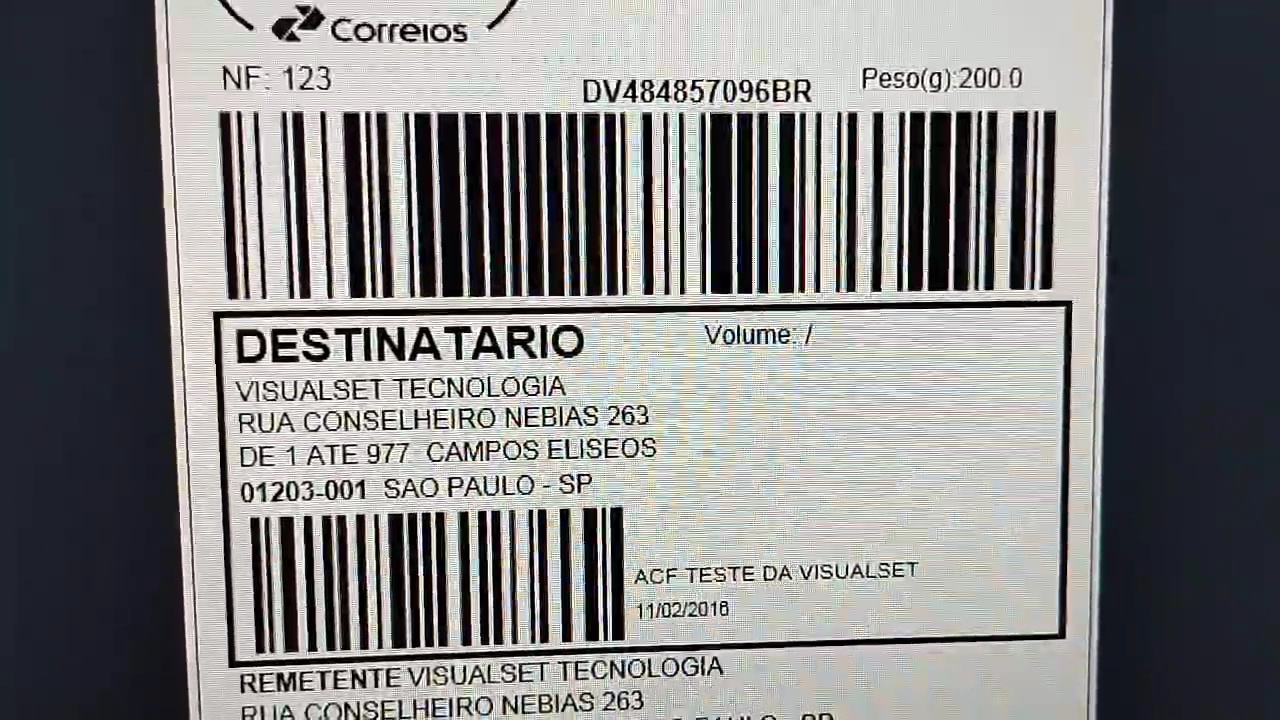 Correios
NF: 123
DV484857096BR
Peso(g):200.0
DESTINATARIO
Volume: /
VISUALSET TECNOLOGIA
RUA CONSELHEIRO NEBIAS 263
DE 1 ATE 977 CAMPOS ELISEOS
01203-001 SAO PAULO - SP
ACF TESTE DA VISUALSET
11/02/2016
REMETENTE VISUALSET TECNOLOGIA
RUA CONSELHEIRO NEBIAS 263